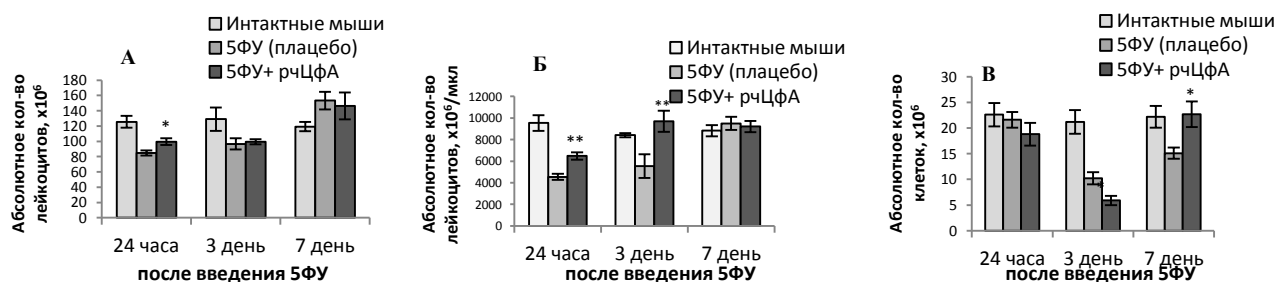 А
Абсолютное кол-во
лейкоцитов, х10⁶
180
160
140
120
100
80
60
40
20
0
Интактные мыши
5ФУ (плацебо)
5ФУ+ рчЦфА
*
24 часа 3 день 7 день
после введения 5ФУ
Б
Абсолютное кол-во
лейкоцитов, х10⁶/мкл
12000
10000
8000
6000
4000
2000
0
Интактные мыши
5ФУ (плацебо)
5ФУ+ рчЦфА
**
**
24 часа 3 день 7 день
после введения 5ФУ
В
Абсолютное кол-во
клеток, х10⁶
25
20
15
10
5
0
Интактные мыши
5ФУ (плацебо)
5ФУ+ рчЦфА
*
*
24 часа 3 день 7 день
после введения 5ФУ